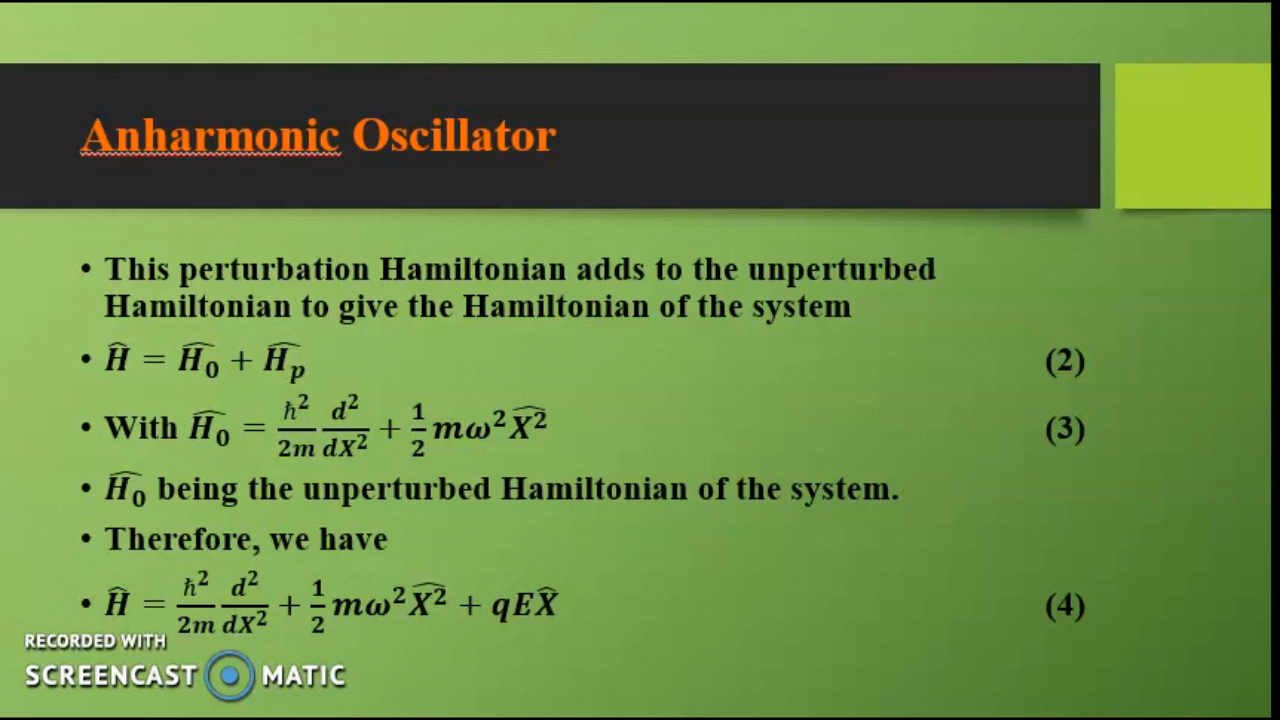 Anharmonic Oscillator
• This perturbation Hamiltonian adds to the unperturbed
Hamiltonian to give the Hamiltonian of the system
• Ĥ = Ĥ₀ + Ĥₚ (2)
• With Ĥ₀ = ℏ²/2m d²/dX² + 1/2 mω²X̂² (3)
• Ĥ₀ being the unperturbed Hamiltonian of the system.
• Therefore, we have
• Ĥ = ℏ²/2m d²/dX² + 1/2 mω²X̂² + qEX̂ (4)
RECORDED WITH
SCREENCAST MATIC